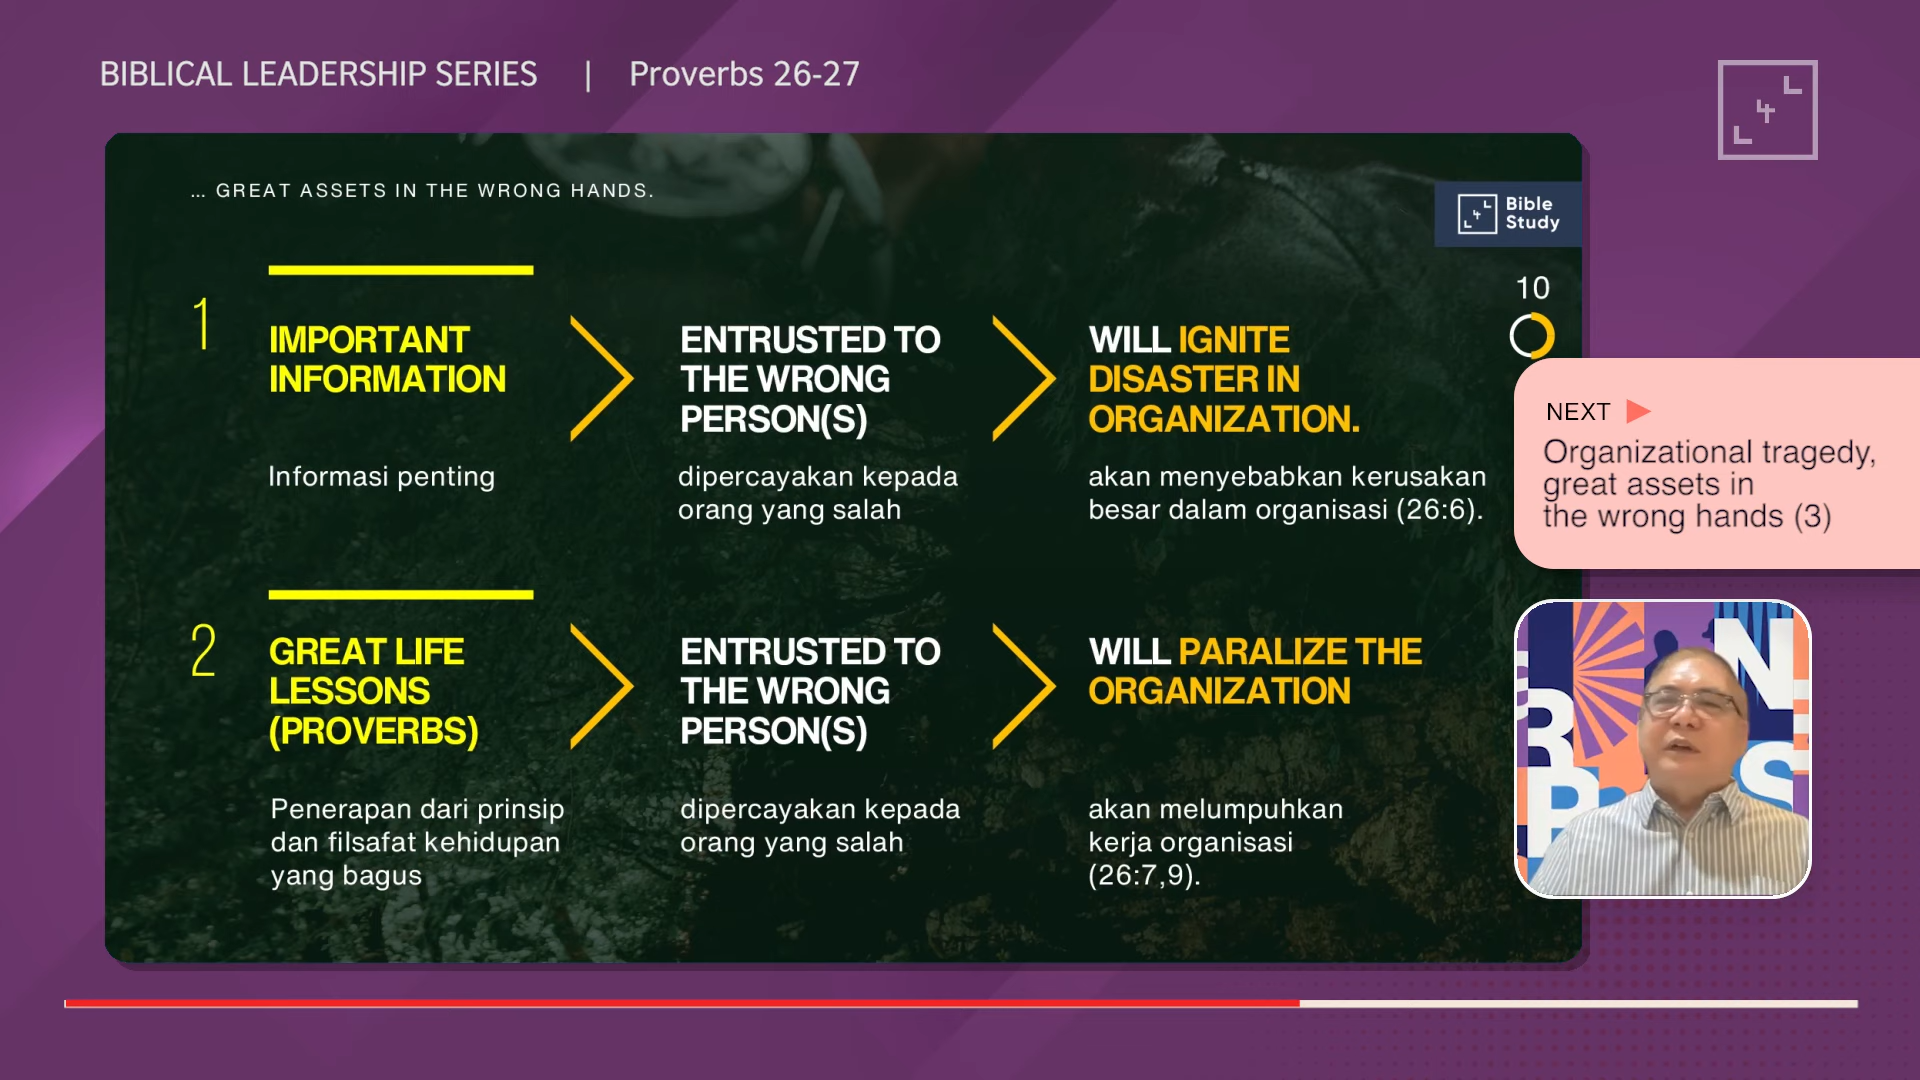 BIBLICAL LEADERSHIP SERIES | Proverbs 26-27
... GREAT ASSETS IN THE WRONG HANDS.
Bible
Study
10
1
IMPORTANT
INFORMATION
ENTRUSTED TO
THE WRONG
PERSON(S)
WILL IGNITE
DISASTER IN
ORGANIZATION.
Informasi penting
dipercayakan kepada
orang yang salah
akan menyebabkan kerusakan
besar dalam organisasi (26:6).
2
GREAT LIFE
LESSONS
(PROVERBS)
ENTRUSTED TO
THE WRONG
PERSON(S)
WILL PARALIZE THE
ORGANIZATION
Penerapan dari prinsip
dan filsafat kehidupan
yang bagus
dipercayakan kepada
orang yang salah
akan melumpuhkan
kerja organisasi
(26:7,9).
NEXT
Organizational tragedy,
great assets in
the wrong hands (3)